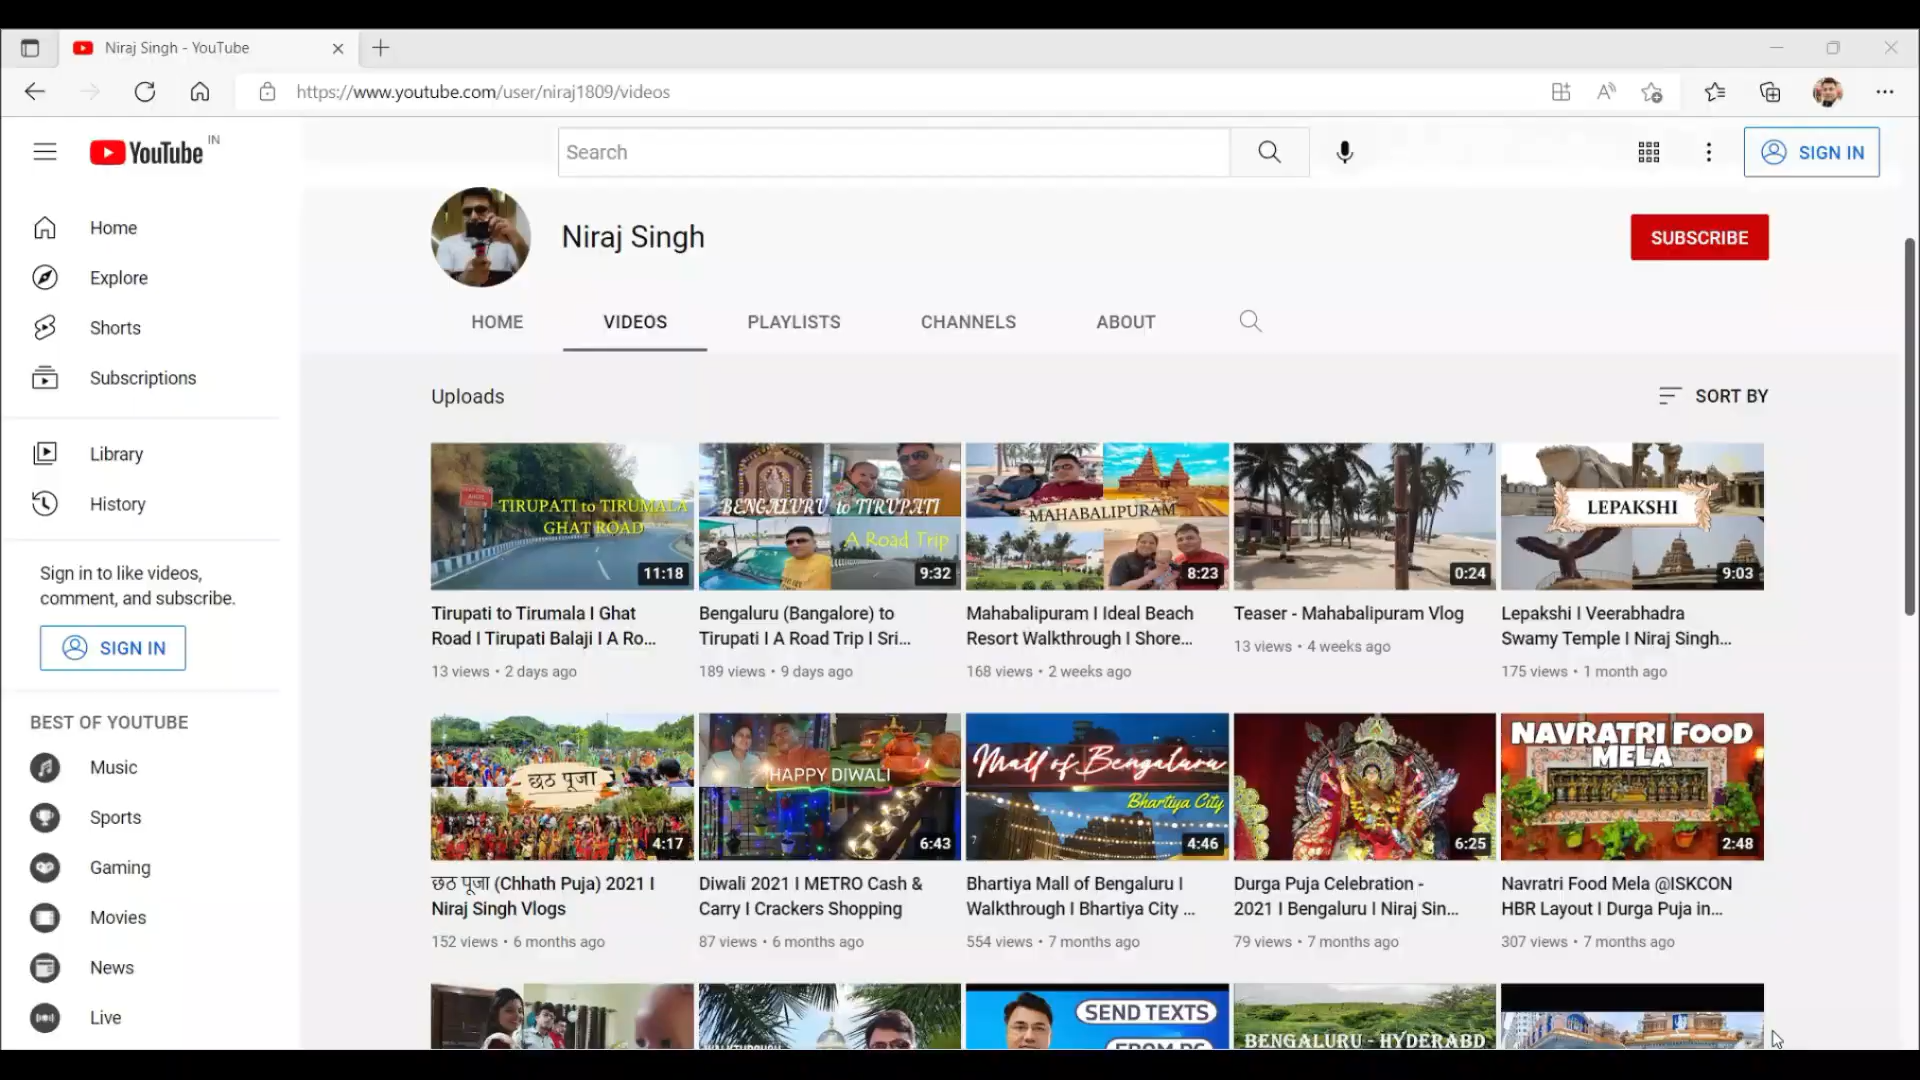 Niraj Singh - YouTube
https://www.youtube.com/user/niraj1809/videos
YouTube IN
Search
SIGN IN
Home
Explore
Shorts
Subscriptions
Library
History
Sign in to like videos,
comment, and subscribe.
SIGN IN
BEST OF YOUTUBE
Music
Sports
Gaming
Movies
News
Live
Niraj Singh
SUBSCRIBE
HOME VIDEOS PLAYLISTS CHANNELS ABOUT
Uploads
SORT BY
TIRUPATI to TIRUMALA
GHAT ROAD
11:18
Tirupati to Tirumala I Ghat
Road I Tirupati Balaji I A Ro...
13 views • 2 days ago
BENGALURU to TIRUPATI
A Road Trip
9:32
Bengaluru (Bangalore) to
Tirupati I A Road Trip I Sri...
189 views • 9 days ago
MAHABALIPURAM
8:23
Mahabalipuram I Ideal Beach
Resort Walkthrough I Shore...
168 views • 2 weeks ago
0:24
Teaser - Mahabalipuram Vlog
13 views • 4 weeks ago
LEPAKSHI
9:03
Lepakshi I Veerabhadra
Swamy Temple I Niraj Singh...
175 views • 1 month ago
छठ पूजा
4:17
छठ पूजा (Chhath Puja) 2021 I
Niraj Singh Vlogs
152 views • 6 months ago
HAPPY DIWALI
6:43
Diwali 2021 I METRO Cash &
Carry I Crackers Shopping
87 views • 6 months ago
Mall of Bengaluru
Bhartiya City
4:46
Bhartiya Mall of Bengaluru I
Walkthrough I Bhartiya City ...
554 views • 7 months ago
6:25
Durga Puja Celebration -
2021 I Bengaluru I Niraj Sin...
79 views • 7 months ago
NAVRATRI FOOD
MELA
2:48
Navratri Food Mela @ISKCON
HBR Layout I Durga Puja in...
307 views • 7 months ago
SEND TEXTS
FROM PC
BENGALURU - HYDERABD